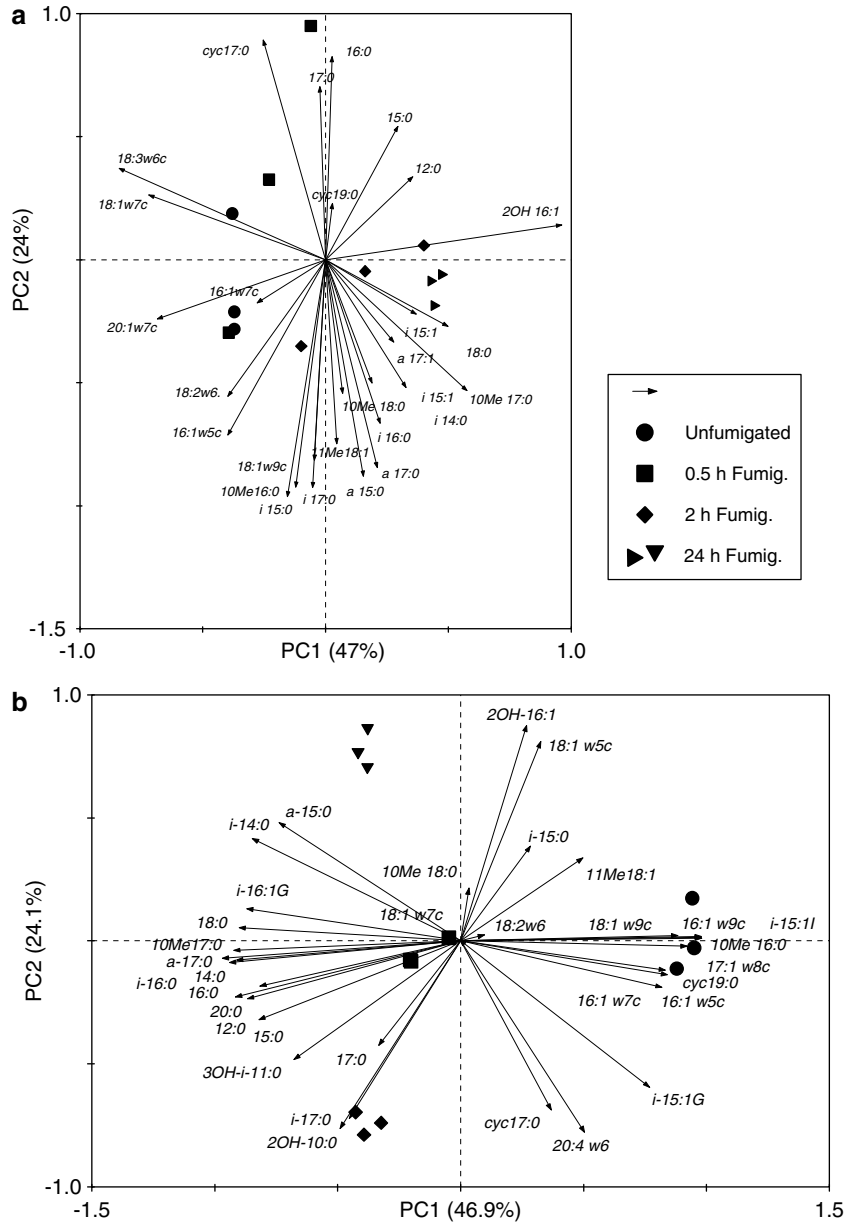 a
1.0
cyc17:0
16:0
17:0
15:0
12:0
18:3w6c
18:1w7c
cyc19:0
2OH 16:1
PC2 (24%)
16:1w7c
20:1w7c
i 15:1
18:0
a 17:1
18:2w6.
i 15:1
10Me 17:0
10Me 18:0
i 14:0
16:1w5c
i 16:0
11Me18:1
18:1w9c
a 17:0
10Me16:0
a 15:0
i 17:0
i 15:0
-1.5
-1.0
PC1 (47%)
1.0
Unfumigated
0.5 h Fumig.
2 h Fumig.
24 h Fumig.
b
1.0
2OH-16:1
18:1 w5c
a-15:0
i-14:0
i-15:0
10Me 18:0
11Me18:1
i-16:1G
18:1 w7c
18:0
18:2w6
18:1 w9c
16:1 w9c
i-15:1I
10Me17:0
10Me 16:0
PC2 (24.1%)
a-17:0
17:1 w8c
i-16:0
14:0
cyc19:0
16:0
16:1 w7c
16:1 w5c
20:0
12:0
15:0
17:0
3OH-i-11:0
i-15:1G
i-17:0
cyc17:0
2OH-10:0
20:4 w6
-1.0
-1.5
PC1 (46.9%)
1.5